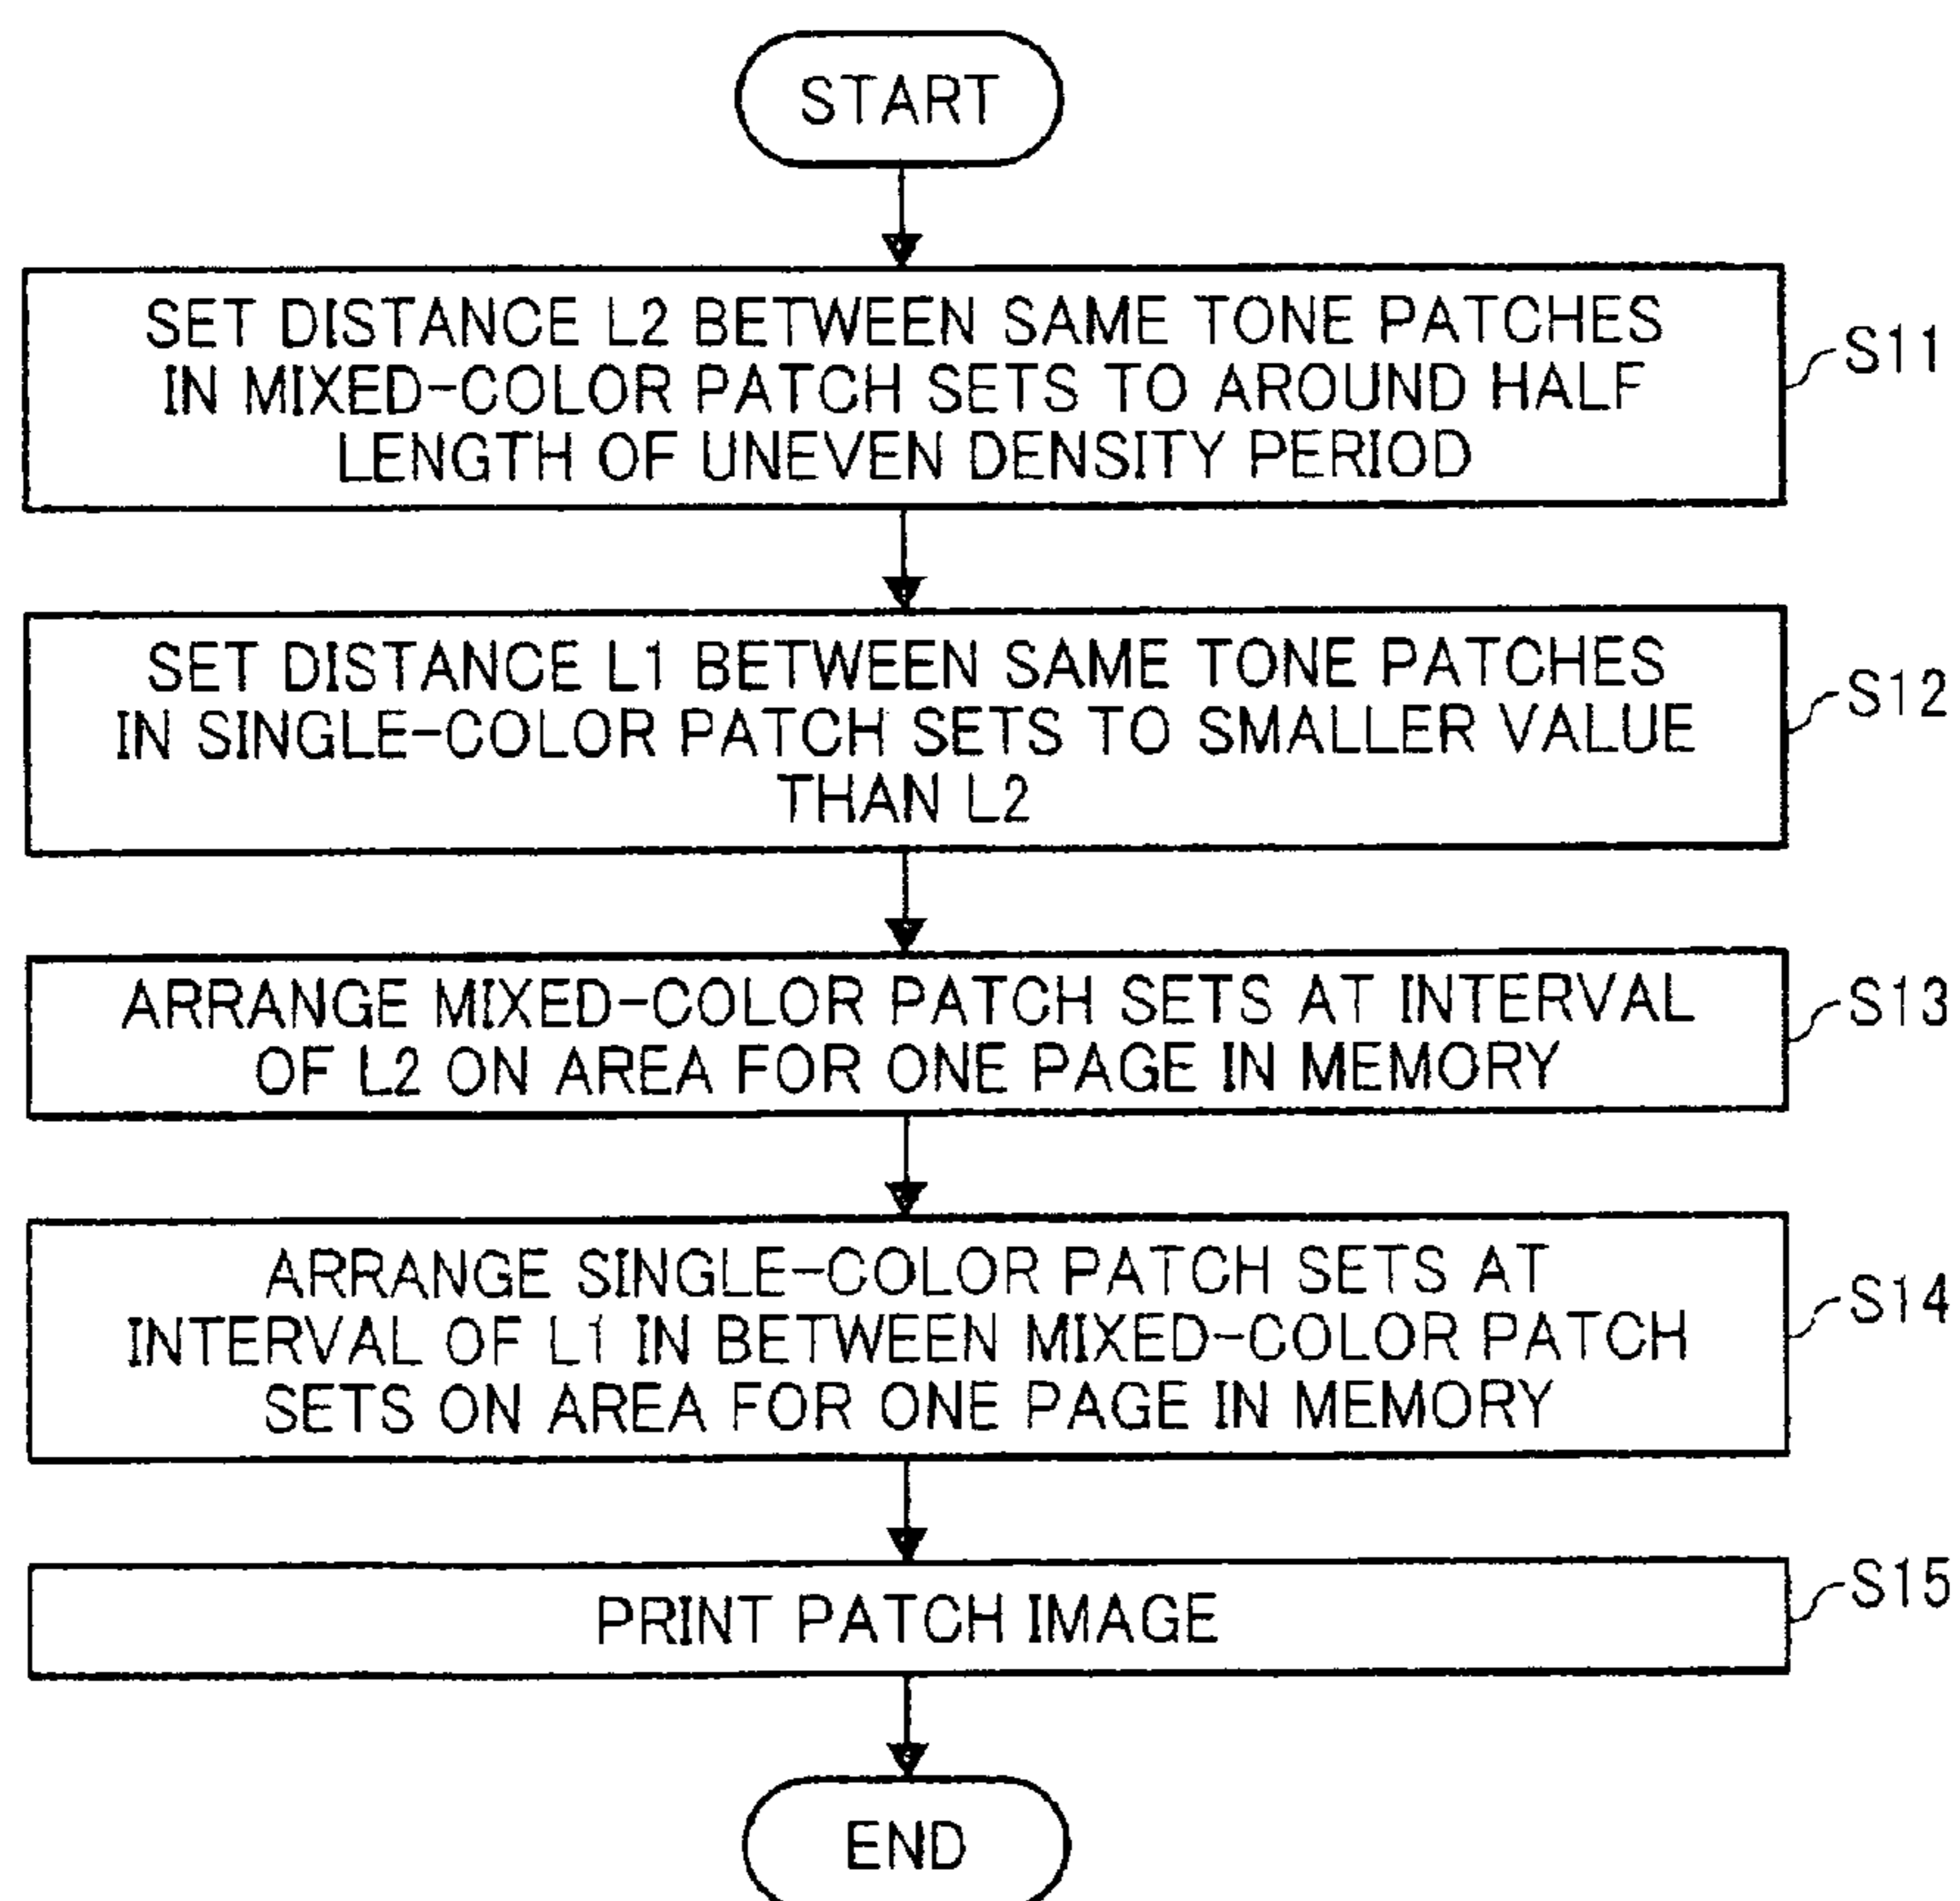 START
SET DISTANCE L2 BETWEEN SAME TONE PATCHES
IN MIXED-COLOR PATCH SETS TO AROUND HALF
LENGTH OF UNEVEN DENSITY PERIOD
S11
SET DISTANCE L1 BETWEEN SAME TONE PATCHES
IN SINGLE-COLOR PATCH SETS TO SMALLER VALUE
THAN L2
S12
ARRANGE MIXED-COLOR PATCH SETS AT INTERVAL
OF L2 ON AREA FOR ONE PAGE IN MEMORY
S13
ARRANGE SINGLE-COLOR PATCH SETS AT
INTERVAL OF L1 IN BETWEEN MIXED-COLOR PATCH
SETS ON AREA FOR ONE PAGE IN MEMORY
S14
PRINT PATCH IMAGE
S15
END